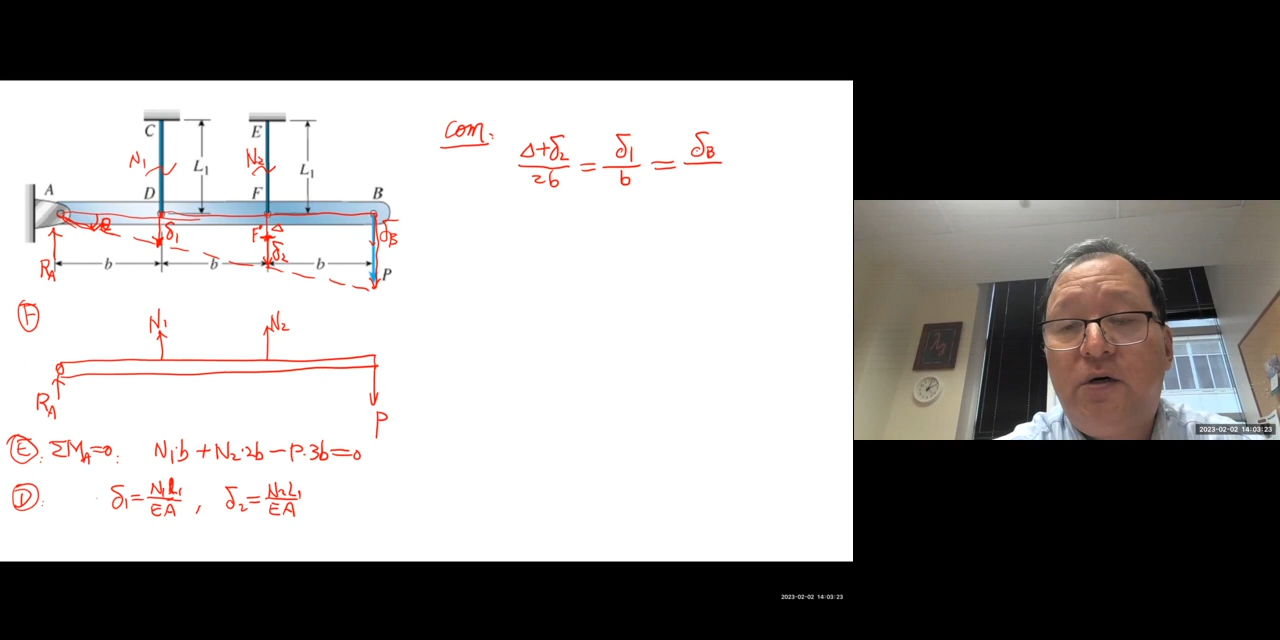 Com:
Δ+δ₂/2b = δ₁/b = δB/
C
E
N₁
L₁
N₂
L₁
A
D
F
B
θ
δ₁
F'
Δ
δB
δ₂
RA
b
b
b
P
F
N₁
N₂
RA
P
E: ΣMA=0: N₁·b + N₂·2b − P·3b = 0
D: δ₁ = N₁L₁/EA , δ₂ = N₂L₁/EA
2023-02-02 14:03:23
2023-02-02 14:03:23